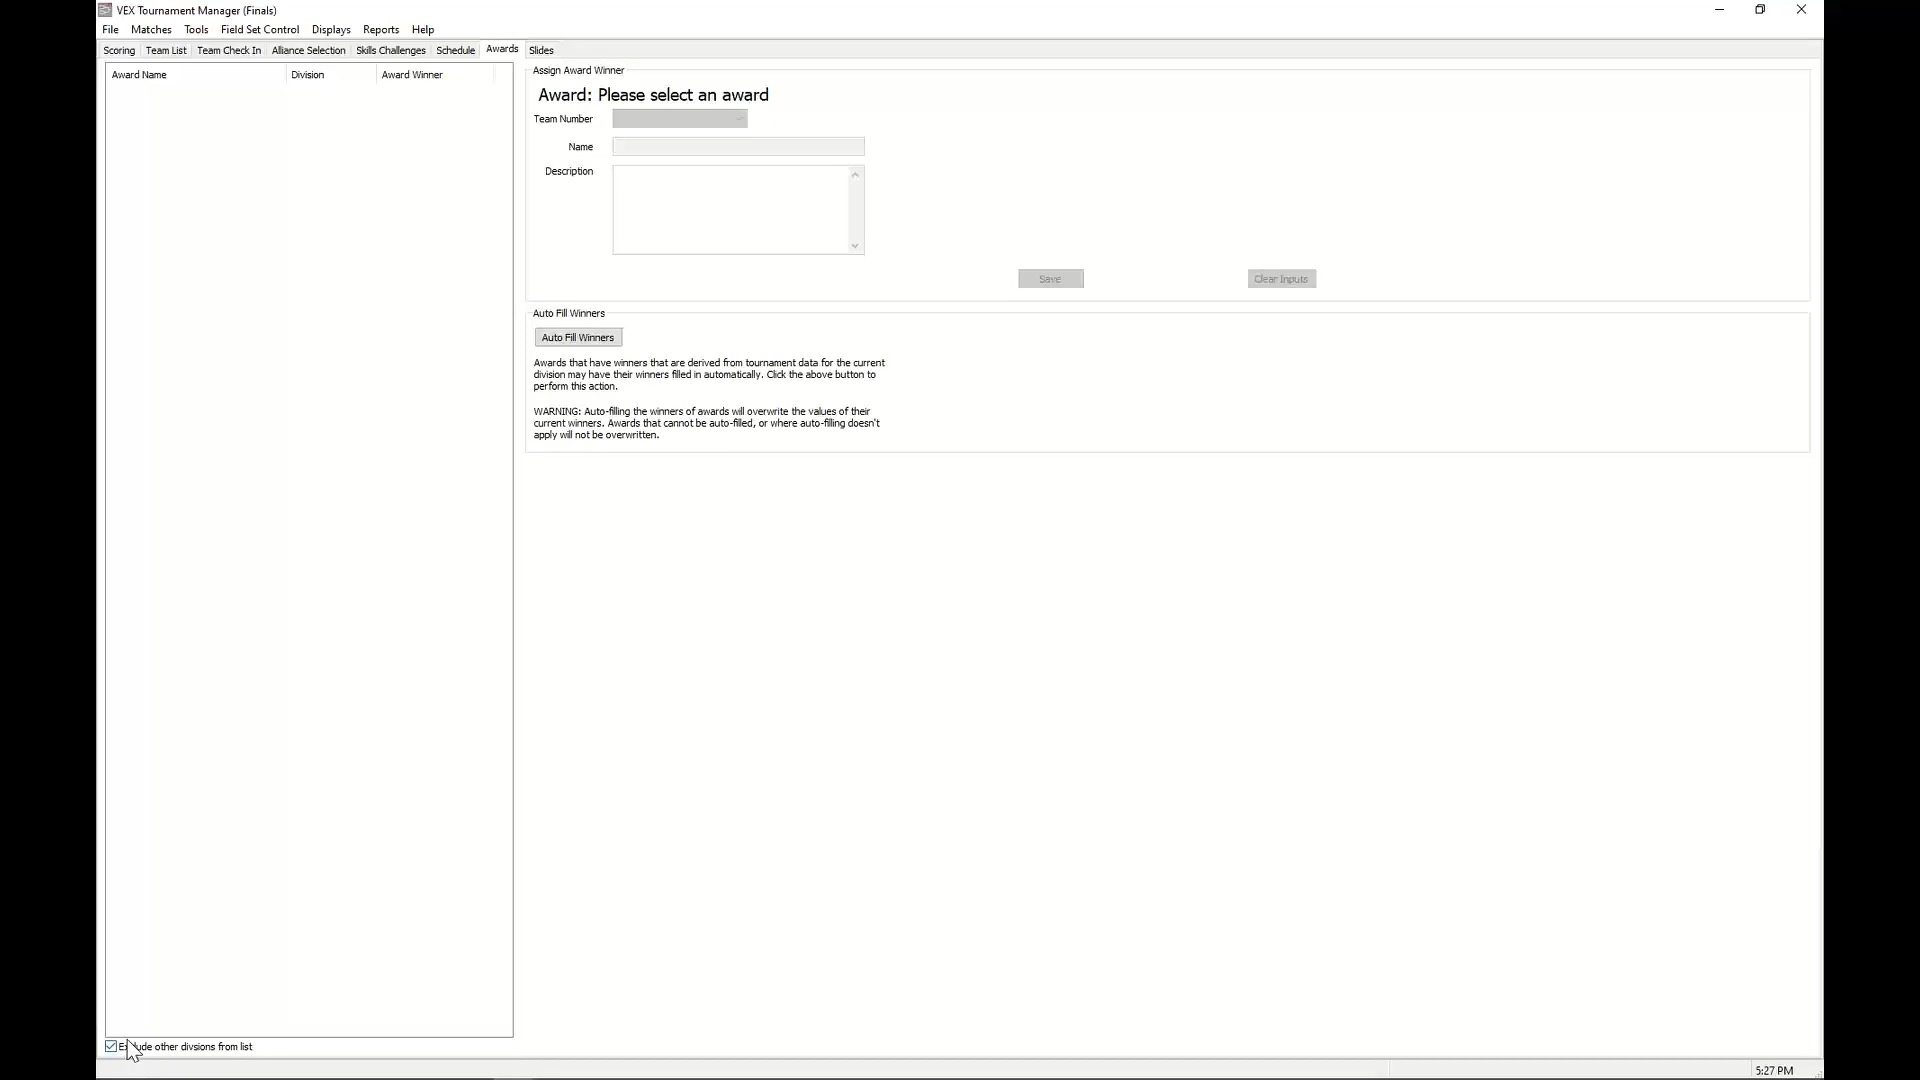 VEX Tournament Manager (Finals)
File Matches Tools Field Set Control Displays Reports Help
Scoring Team List Team Check In Alliance Selection Skills Challenges Schedule Awards Slides
Award Name Division Award Winner
Assign Award Winner
Award: Please select an award
Team Number
Name
Description
Save Clear Inputs
Auto Fill Winners
Auto Fill Winners
Awards that have winners that are derived from tournament data for the current
division may have their winners filled in automatically. Click the above button to
perform this action.
WARNING: Auto-filling the winners of awards will overwrite the values of their
current winners. Awards that cannot be auto-filled, or where auto-filling doesn't
apply will not be overwritten.
other divsions from list
5:27 PM